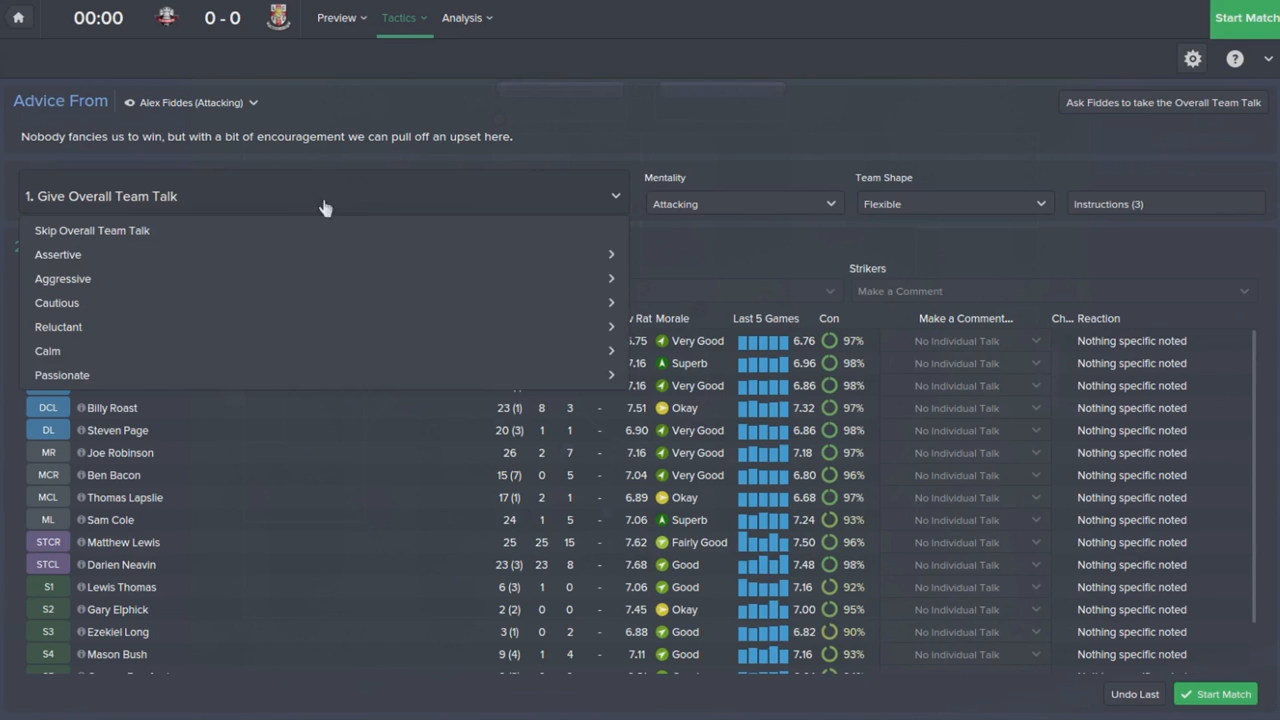 00:00 0 - 0 Preview Tactics Analysis Start Match
Advice From Alex Fiddes (Attacking) Ask Fiddes to take the Overall Team Talk
Nobody fancies us to win, but with a bit of encouragement we can pull off an upset here.
Mentality Team Shape
1. Give Overall Team Talk Attacking Flexible Instructions (3)
Skip Overall Team Talk
Assertive
Aggressive
Cautious
Reluctant
Calm
Passionate
Strikers
Make a Comment
Rat Morale Last 5 Games Con Make a Comment... Ch... Reaction
.75 Very Good 6.76 97% No Individual Talk Nothing specific noted
.16 Superb 6.96 98% No Individual Talk Nothing specific noted
.16 Very Good 6.86 98% No Individual Talk Nothing specific noted
DCL Billy Roast 23 (1) 8 3 - 7.51 Okay 7.32 97% No Individual Talk Nothing specific noted
DL Steven Page 20 (3) 1 1 - 6.90 Very Good 6.86 98% No Individual Talk Nothing specific noted
MR Joe Robinson 26 2 7 - 7.16 Very Good 7.18 97% No Individual Talk Nothing specific noted
MCR Ben Bacon 15 (7) 0 5 - 7.04 Very Good 6.80 96% No Individual Talk Nothing specific noted
MCL Thomas Lapslie 17 (1) 2 1 - 6.89 Okay 6.68 97% No Individual Talk Nothing specific noted
ML Sam Cole 24 1 5 - 7.06 Superb 7.24 93% No Individual Talk Nothing specific noted
STCR Matthew Lewis 25 25 15 - 7.62 Fairly Good 7.50 96% No Individual Talk Nothing specific noted
STCL Darien Neavin 23 (3) 23 8 - 7.68 Good 7.48 98% No Individual Talk Nothing specific noted
S1 Lewis Thomas 6 (3) 1 0 - 7.06 Good 7.16 92% No Individual Talk Nothing specific noted
S2 Gary Elphick 2 (2) 0 0 - 7.45 Okay 7.00 95% No Individual Talk Nothing specific noted
S3 Ezekiel Long 3 (1) 0 2 - 6.88 Good 6.82 90% No Individual Talk Nothing specific noted
S4 Mason Bush 9 (4) 1 4 - 7.11 Good 7.16 93% No Individual Talk Nothing specific noted
Undo Last Start Match